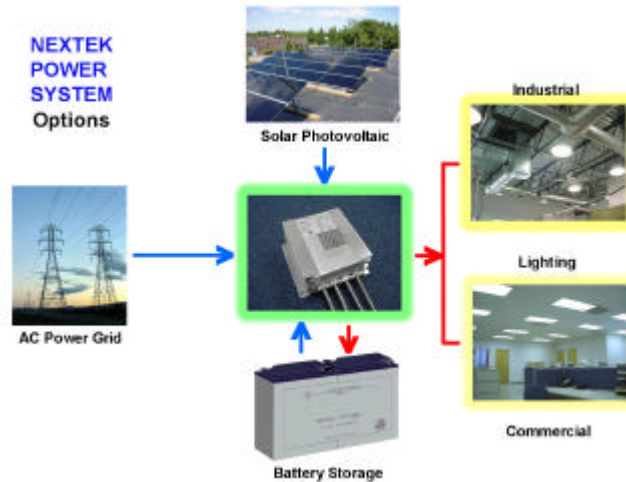 NEXTEK
POWER
SYSTEM
Options
Solar Photovoltaic
Industrial
AC Power Grid
Lighting
Battery Storage
Commercial